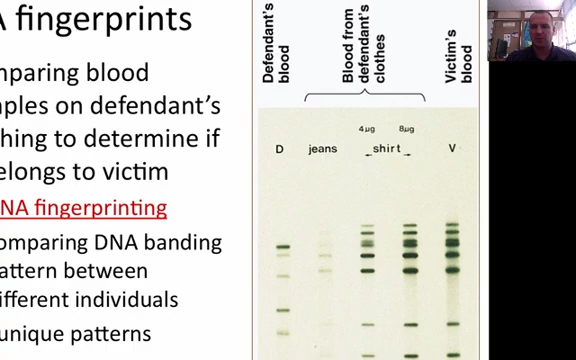 A fingerprints
mparing blood
mples on defendant's
thing to determine if
elongs to victim
NA fingerprinting
omparing DNA banding
attern between
ifferent individuals
unique patterns
Defendant's
blood
Blood from
defendant's
clothes
Victim's
blood
4µg 8µg
D jeans shirt V